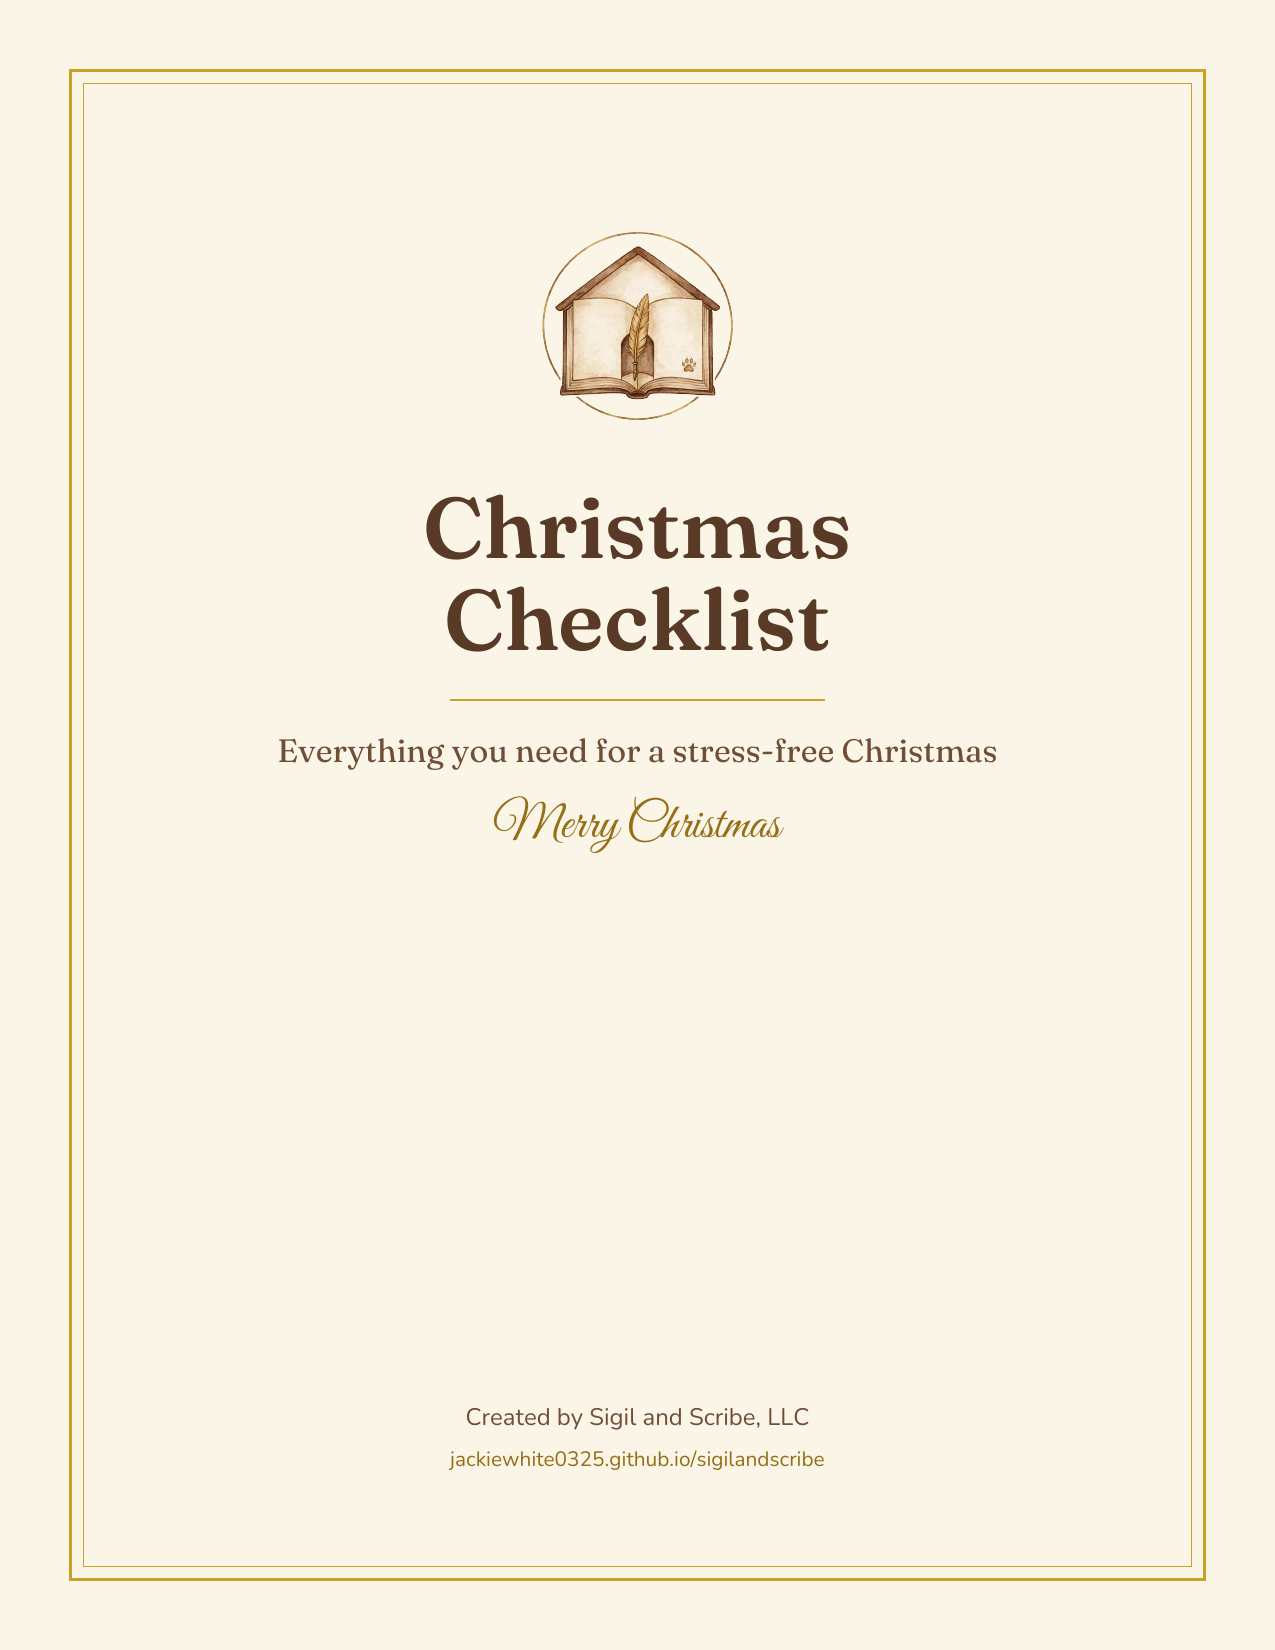 Christmas
Checklist
Everything you need for a stress-free Christmas
Merry Christmas
Created by Sigil and Scribe, LLC
jackiewhite0325.github.io/sigilandscribe